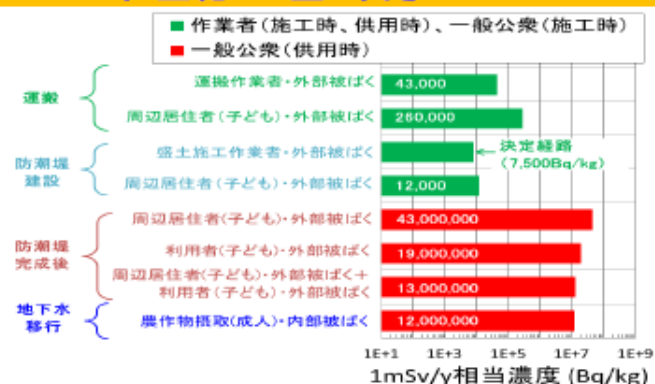 ■ 作業者(施工時、供用時)、一般公衆(施工時)
■ 一般公衆(供用時)
運搬
運搬作業者・外部被ばく 43,000
周辺居住者(子ども)・外部被ばく 260,000
防潮堤
建設
盛土施工作業者・外部被ばく
決定経路
(7,500Bq/kg)
周辺居住者(子ども)・外部被ばく 12,000
防潮堤
完成後
周辺居住者(子ども)・外部被ばく 43,000,000
利用者(子ども)・外部被ばく 19,000,000
周辺居住者(子ども)・外部被ばく+
利用者(子ども)・外部被ばく 13,000,000
地下水
移行
農作物摂取(成人)・内部被ばく 12,000,000
1E+1 1E+3 1E+5 1E+7 1E+9
1mSv/y相当濃度 (Bq/kg)